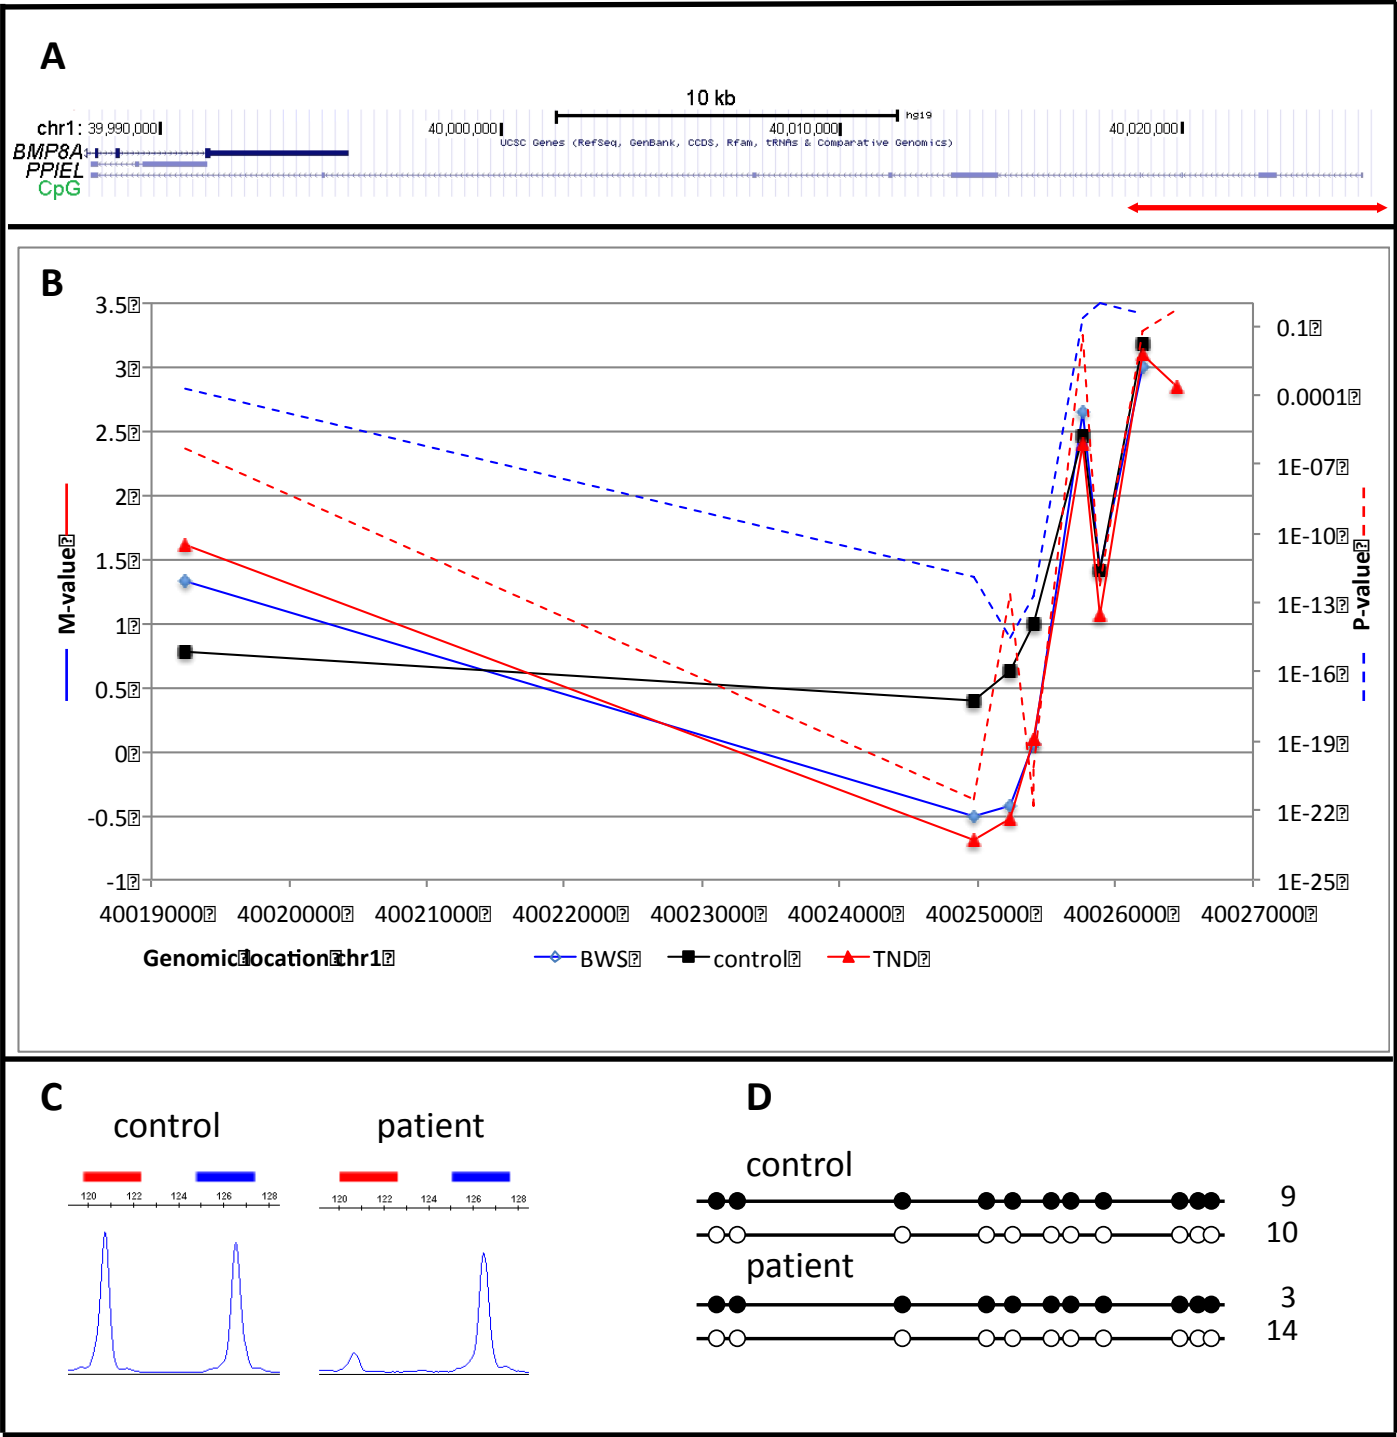 A
10 kb
hg19
chr1: 39,990,000 40,000,000 40,010,000 40,020,000
UCSC Genes (RefSeq, GenBank, CCDS, Rfam, tRNAs & Comparative Genomics)
BMP8A
PPIEL
CpG
B
3.5
3
2.5
2
1.5
1
0.5
0
-0.5
-1
M-value
0.1
0.0001
1E-07
1E-10
1E-13
1E-16
1E-19
1E-22
1E-25
P-value
40019000 40020000 40021000 40022000 40023000 40024000 40025000 40026000 40027000
Genomic location chr1
BWS control TND
C
control patient
120 122 124 126 128
120 122 124 126 128
D
control
9
10
patient
3
14